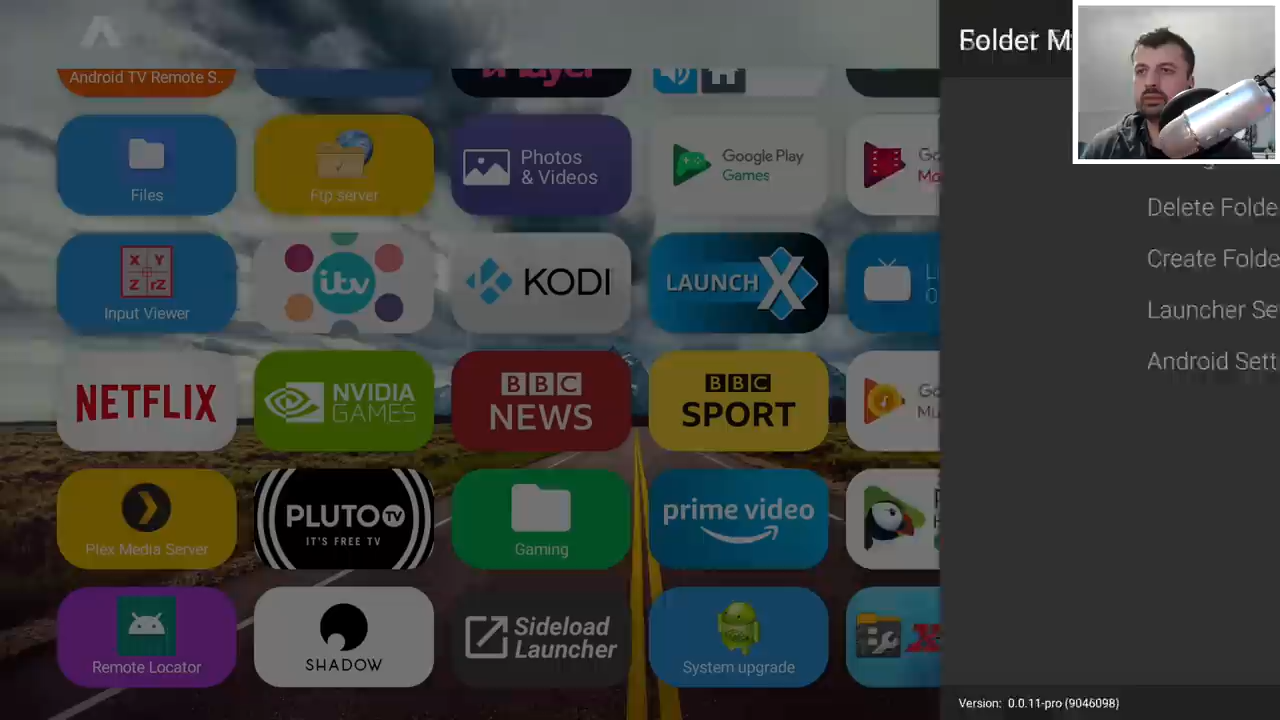 Folder M
Android TV Remote S..
Files
Ftp server
Photos
& Videos
Google Play
Games
Input Viewer
X Y
Z rZ
itv
KODI
LAUNCH X
NETFLIX
NVIDIA
GAMES
BBC
NEWS
BBC
SPORT
Plex Media Server
PLUTO TV
IT'S FREE TV
Gaming
prime video
Remote Locator
SHADOW
Sideload
Launcher
System upgrade
Delete Folde
Create Folde
Launcher Se
Android Sett
Version: 0.0.11-pro (9046098)